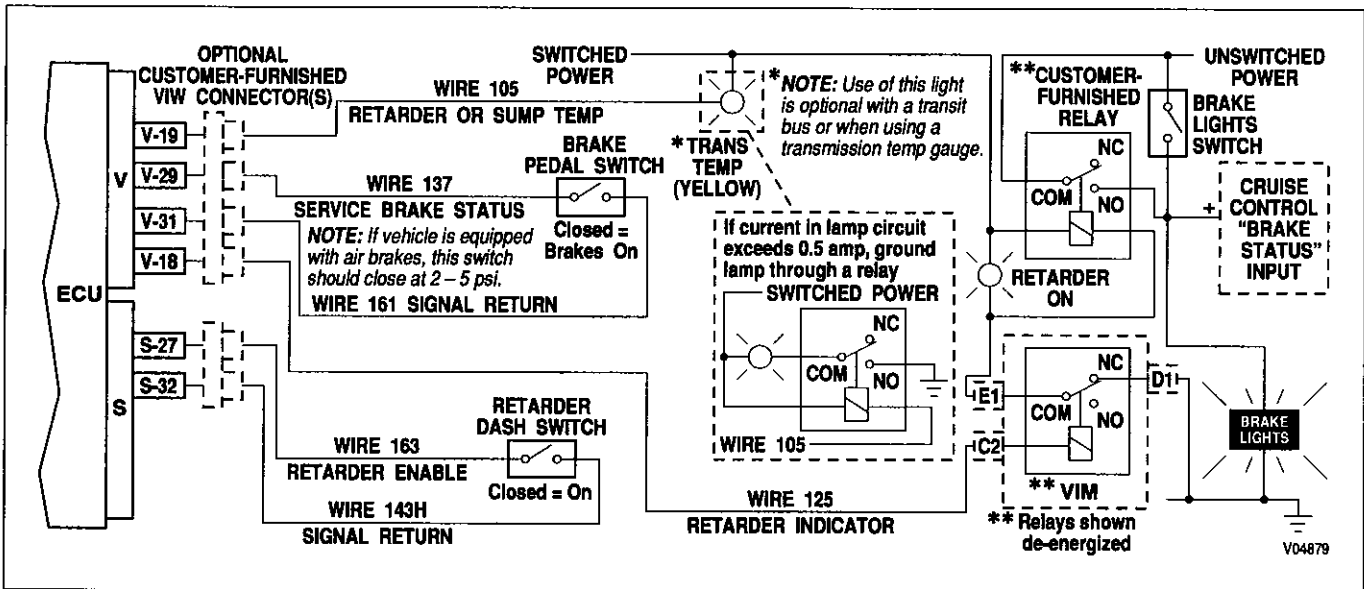 OPTIONAL
CUSTOMER-FURNISHED
VIW CONNECTOR(S)
ECU
V
V-19
V-29
V-31
V-18
S
S-27
S-32
WIRE 105
RETARDER OR SUMP TEMP
BRAKE
PEDAL SWITCH
WIRE 137
SERVICE BRAKE STATUS
Closed =
Brakes On
NOTE: If vehicle is equipped
with air brakes, this switch
should close at 2 – 5 psi.
WIRE 161 SIGNAL RETURN
RETARDER
DASH SWITCH
WIRE 163
RETARDER ENABLE
Closed = On
WIRE 143H
SIGNAL RETURN
SWITCHED
POWER
* NOTE: Use of this light
is optional with a transit
bus or when using a
transmission temp gauge.
* TRANS
TEMP
(YELLOW)
If current in lamp circuit
exceeds 0.5 amp, ground
lamp through a relay
SWITCHED POWER
NC
COM
NO
WIRE 105
WIRE 125
RETARDER INDICATOR
** CUSTOMER-
FURNISHED
RELAY
NC
COM
NO
RETARDER
ON
UNSWITCHED
POWER
BRAKE
LIGHTS
SWITCH
+
CRUISE
CONTROL
"BRAKE
STATUS"
INPUT
E1
C2
NC
COM
NO
D1
** VIM
** Relays shown
de-energized
BRAKE
LIGHTS
V04879